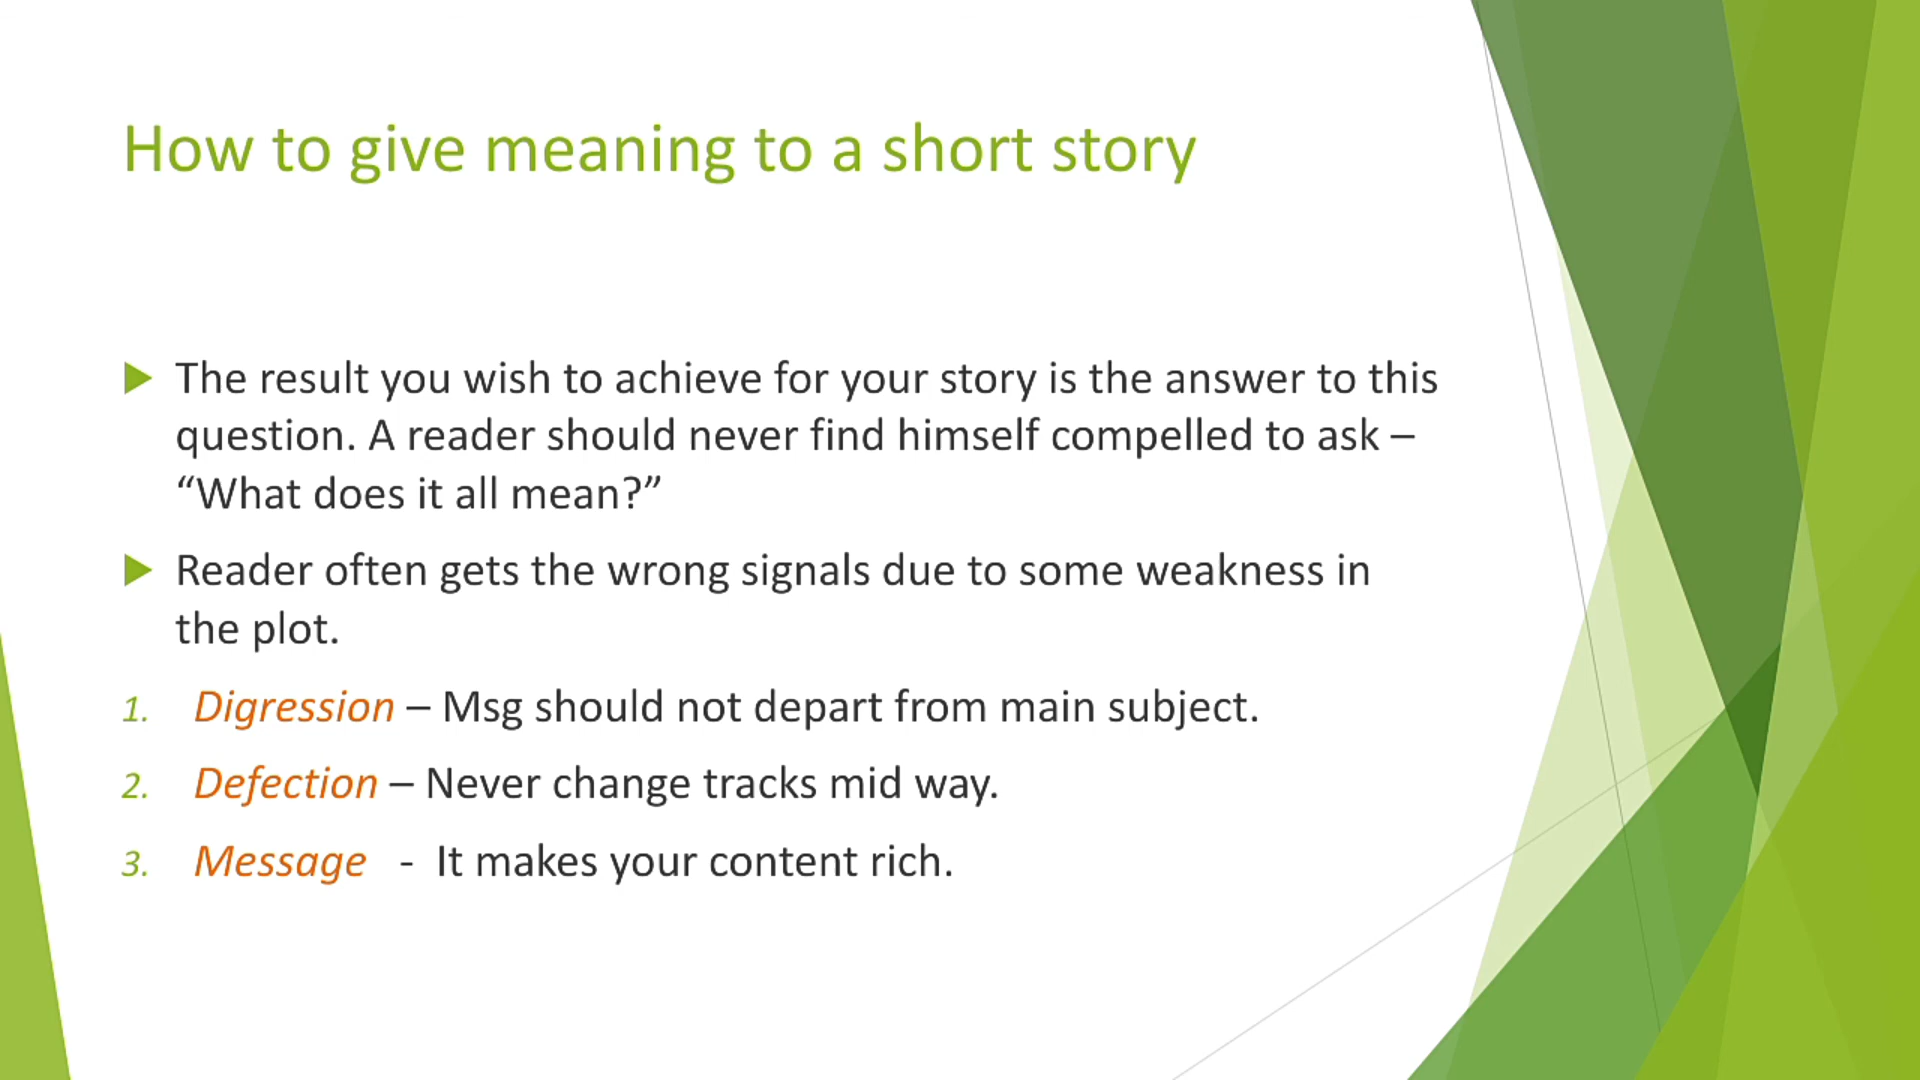 How to give meaning to a short story
The result you wish to achieve for your story is the answer to this
question. A reader should never find himself compelled to ask –
“What does it all mean?”
Reader often gets the wrong signals due to some weakness in
the plot.
1. Digression – Msg should not depart from main subject.
2. Defection – Never change tracks mid way.
3. Message - It makes your content rich.